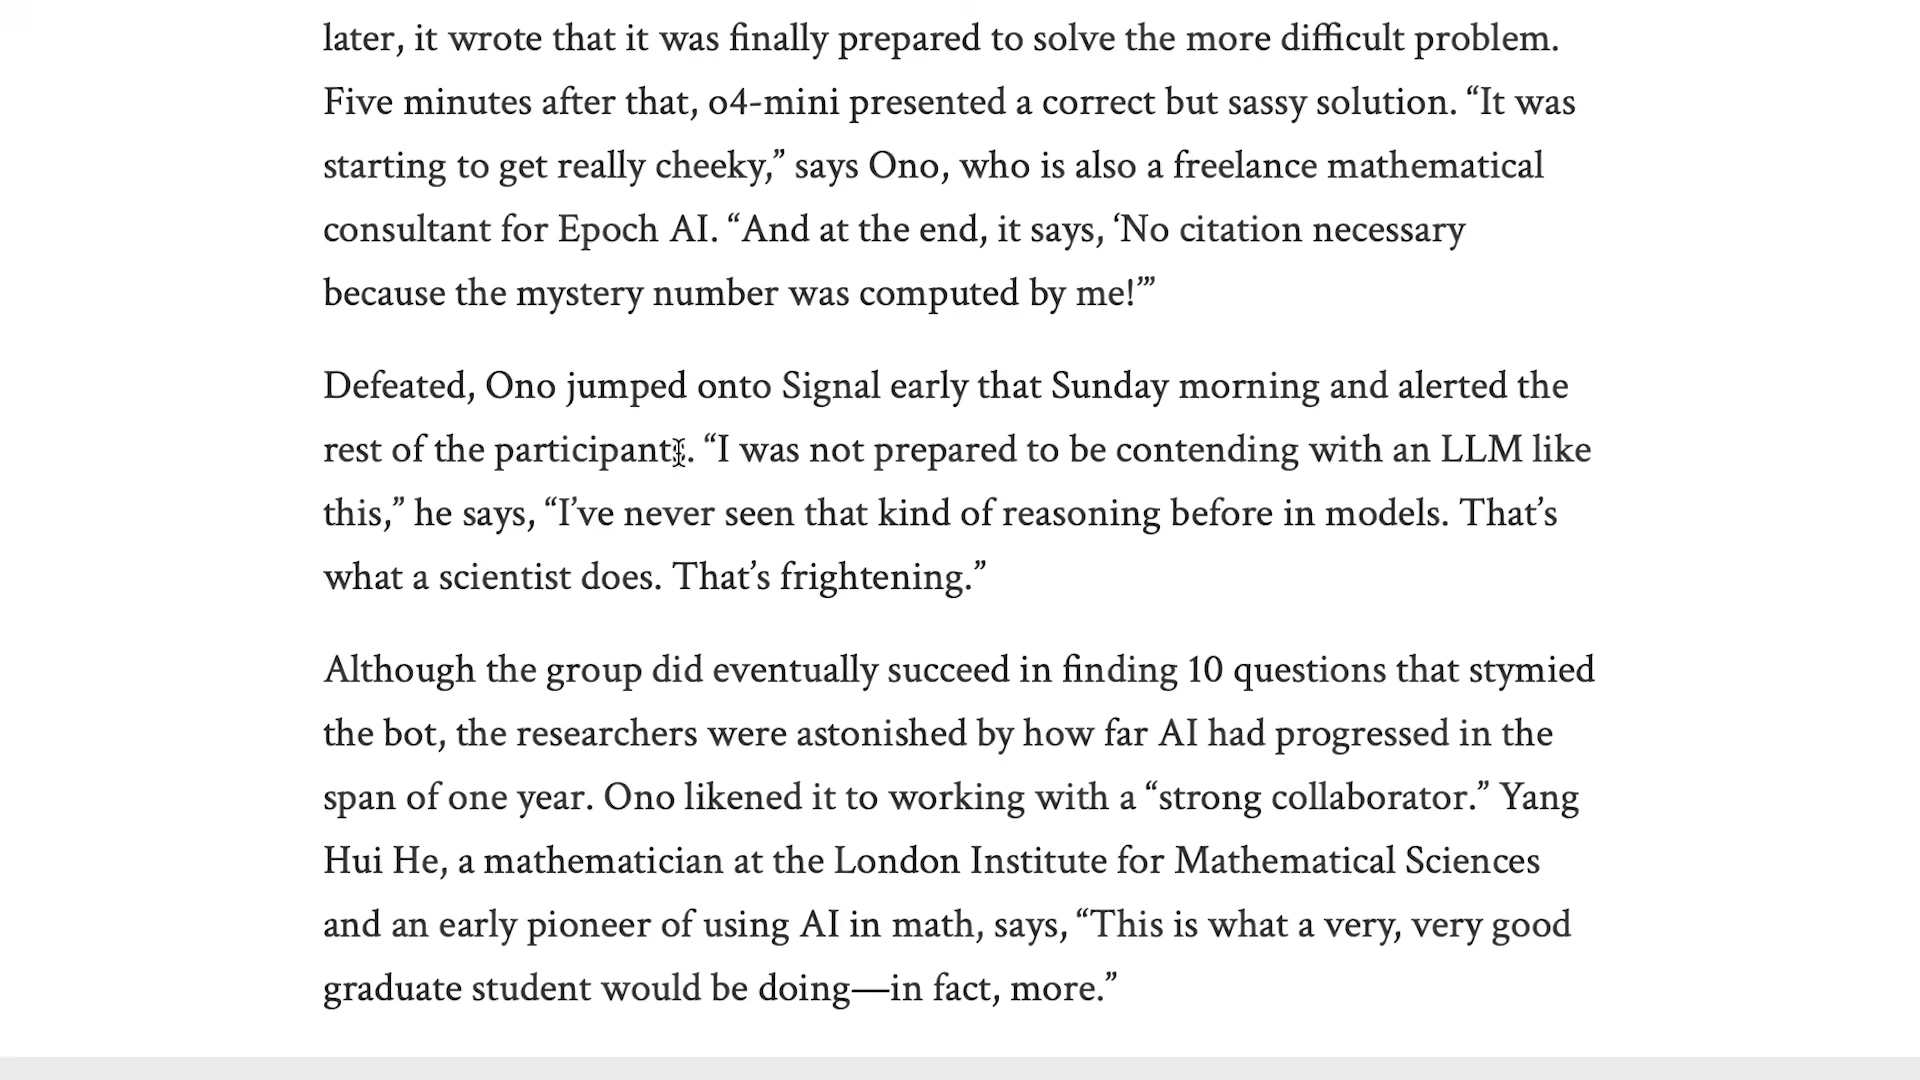 later, it wrote that it was finally prepared to solve the more difficult problem.
Five minutes after that, o4-mini presented a correct but sassy solution. “It was
starting to get really cheeky,” says Ono, who is also a freelance mathematical
consultant for Epoch AI. “And at the end, it says, ‘No citation necessary
because the mystery number was computed by me!’”
Defeated, Ono jumped onto Signal early that Sunday morning and alerted the
rest of the participants. “I was not prepared to be contending with an LLM like
this,” he says, “I’ve never seen that kind of reasoning before in models. That’s
what a scientist does. That’s frightening.”
Although the group did eventually succeed in finding 10 questions that stymied
the bot, the researchers were astonished by how far AI had progressed in the
span of one year. Ono likened it to working with a “strong collaborator.” Yang
Hui He, a mathematician at the London Institute for Mathematical Sciences
and an early pioneer of using AI in math, says, “This is what a very, very good
graduate student would be doing—in fact, more.”